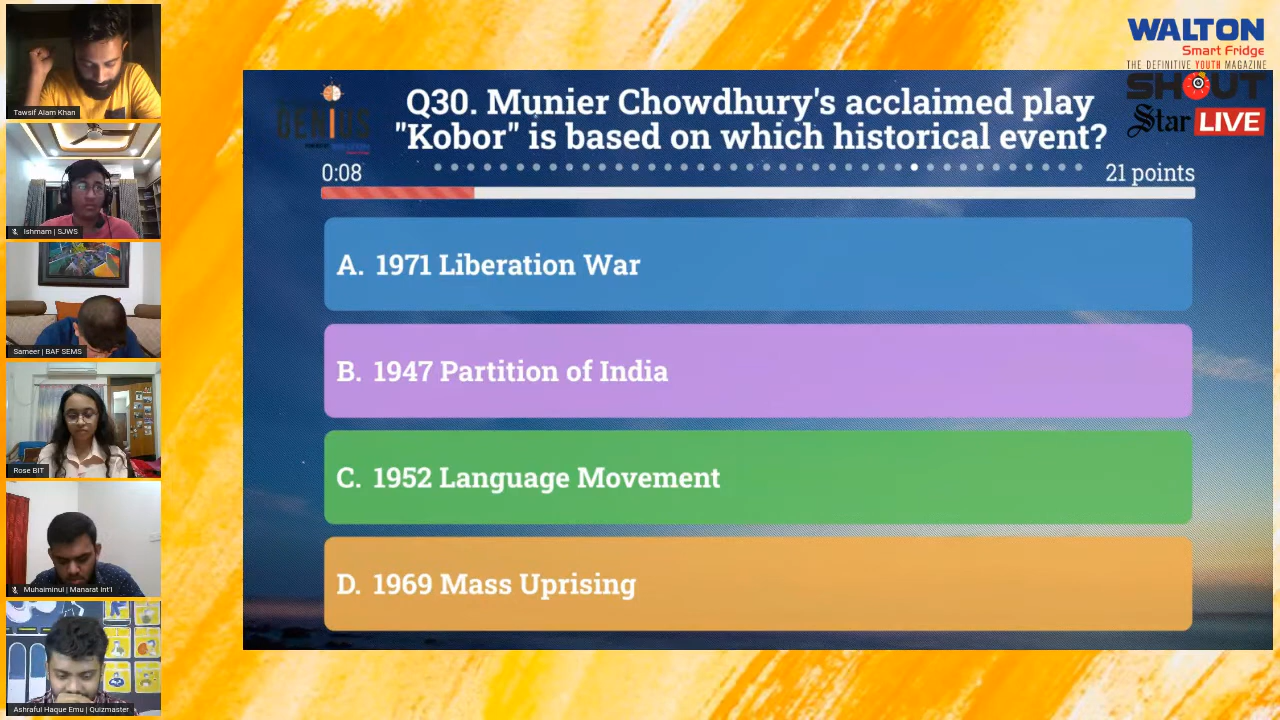 WALTON
Smart Fridge
THE DEFINITIVE YOUTH MAGAZINE
SHOUT
Star LIVE
GENIUS
Q30. Munier Chowdhury's acclaimed play
"Kobor" is based on which historical event?
0:08
21 points
A. 1971 Liberation War
B. 1947 Partition of India
C. 1952 Language Movement
D. 1969 Mass Uprising
Tawsif Alam Khan
Ishmam | SJWS
Sameer | BAF SEMS
Rose BIT
Muhaiminul | Manarat Int'l
Ashraful Haque Emu | Quizmaster